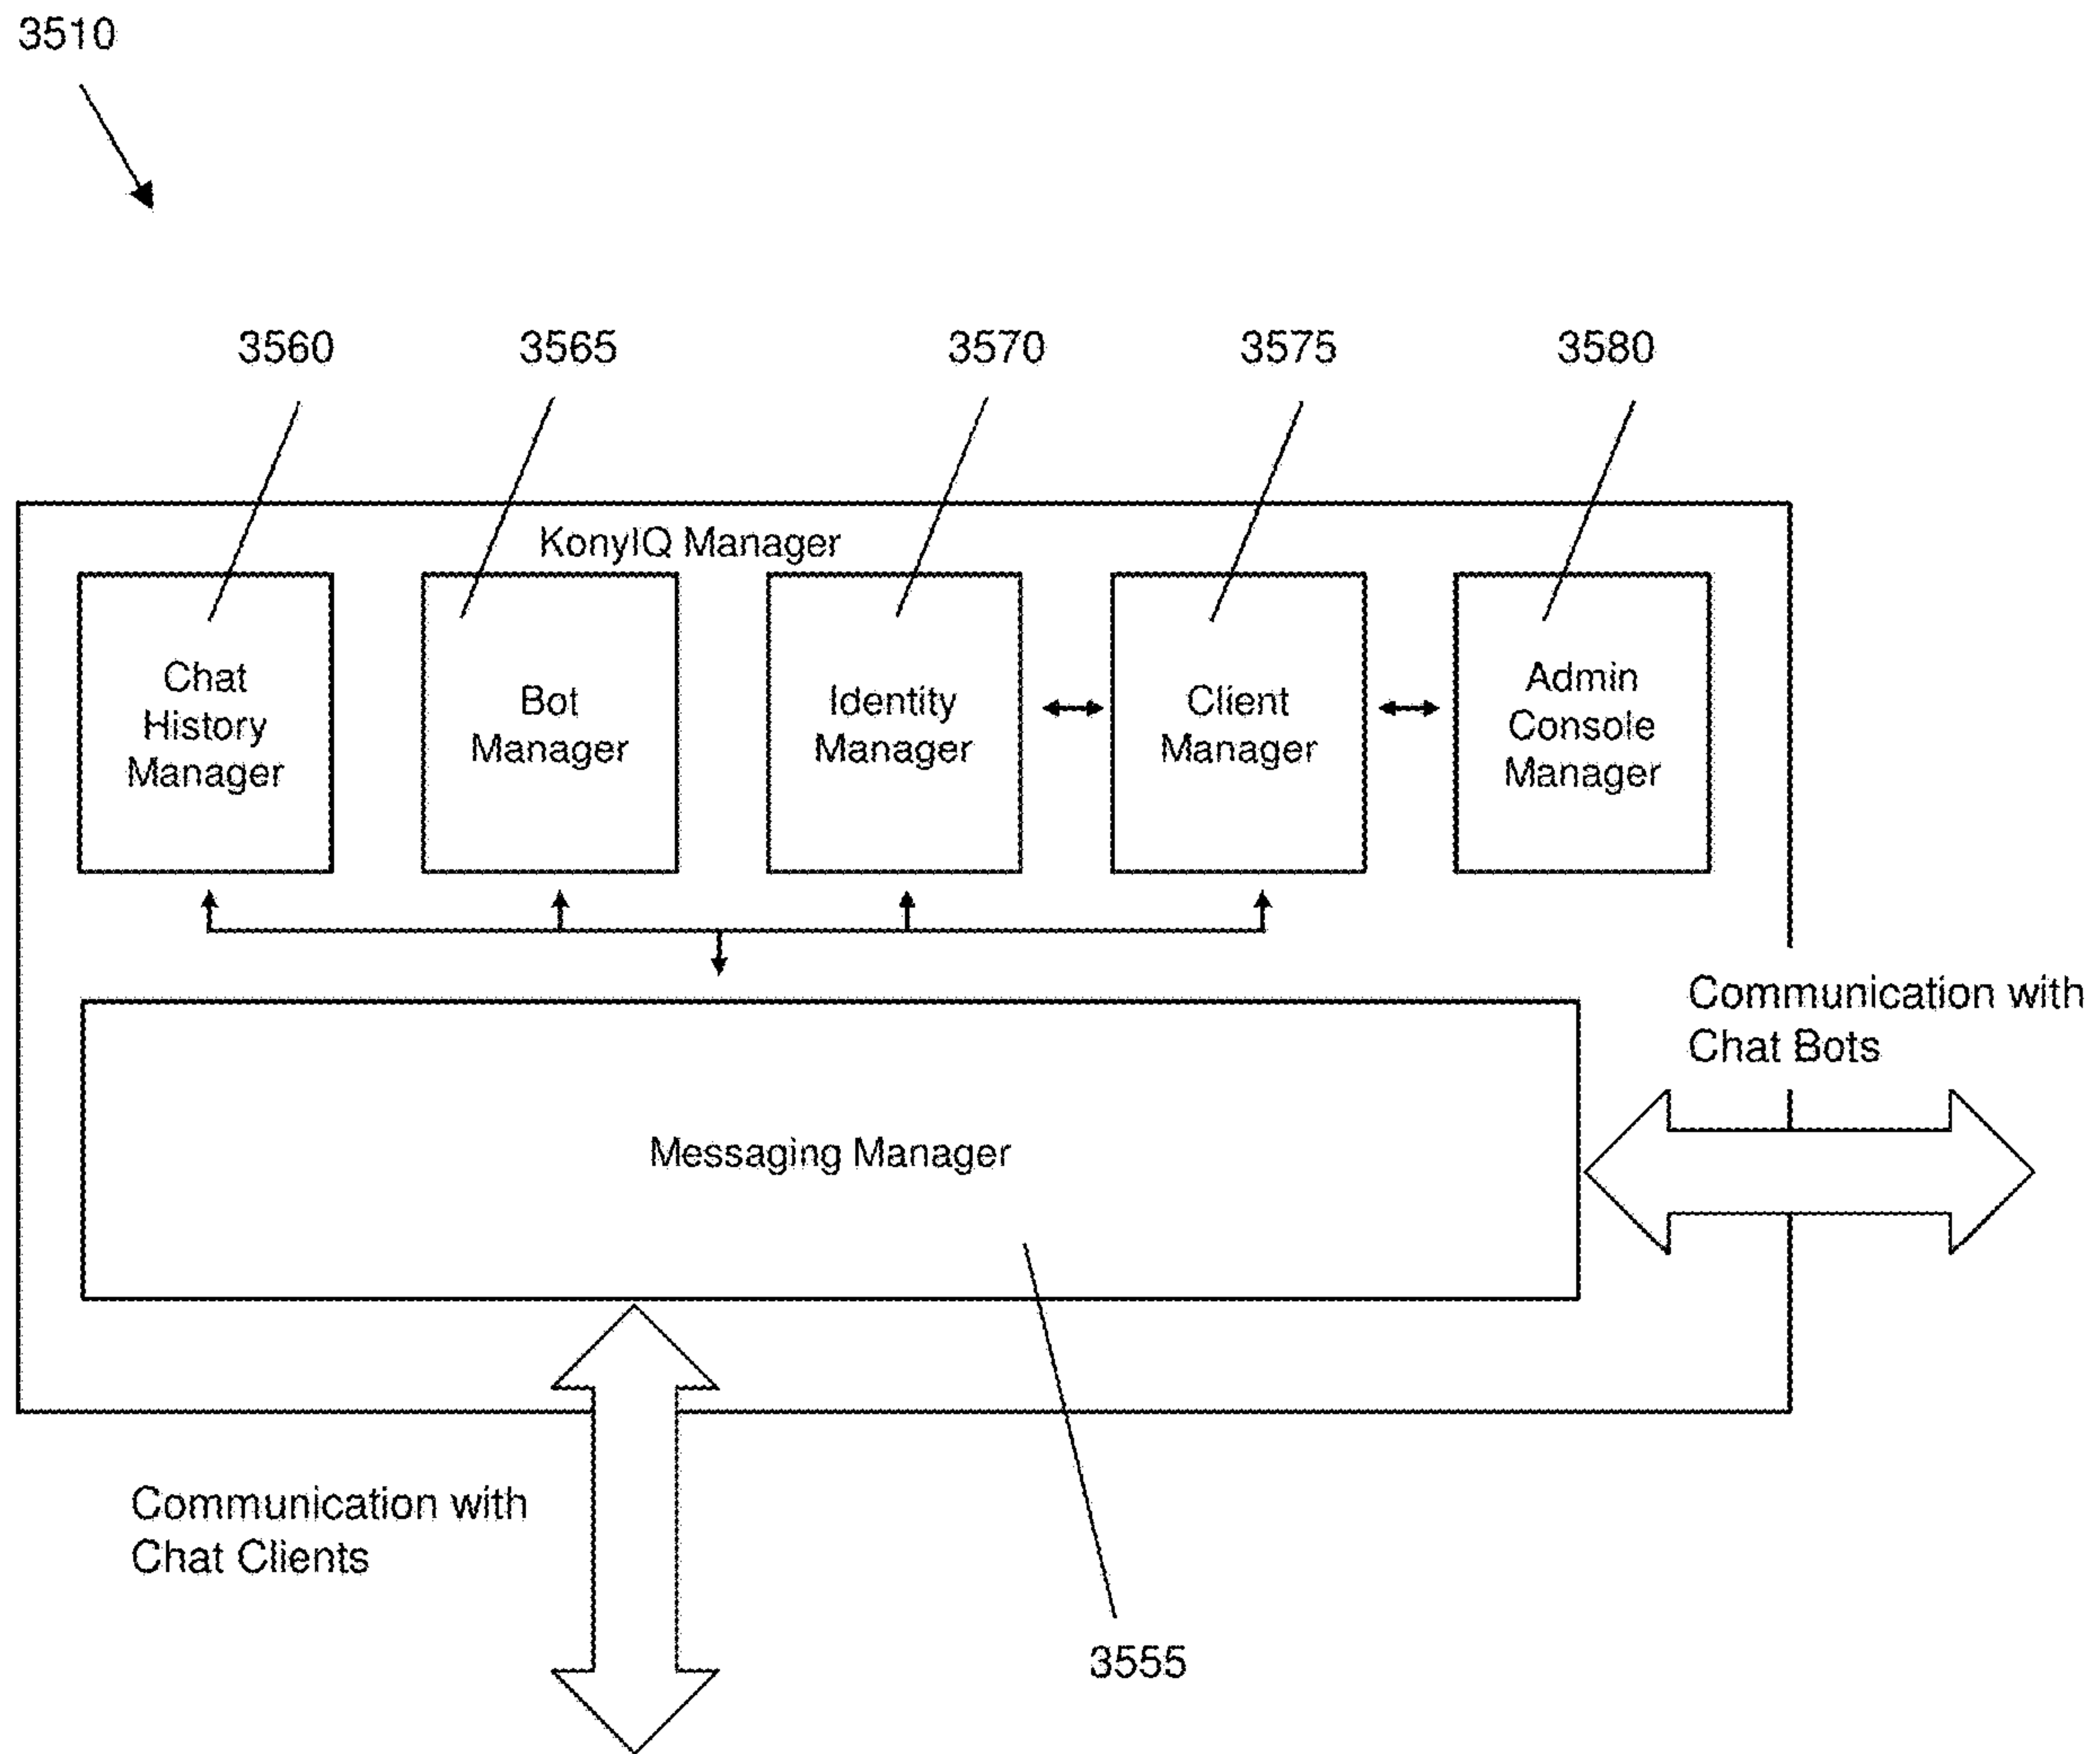 3510
3560
3565
3570
3575
3580
KonyIQ Manager
Chat
History
Manager
Bot
Manager
Identity
Manager
Client
Manager
Admin
Console
Manager
Communication with
Chat Bots
Messaging Manager
Communication with
Chat Clients
3555